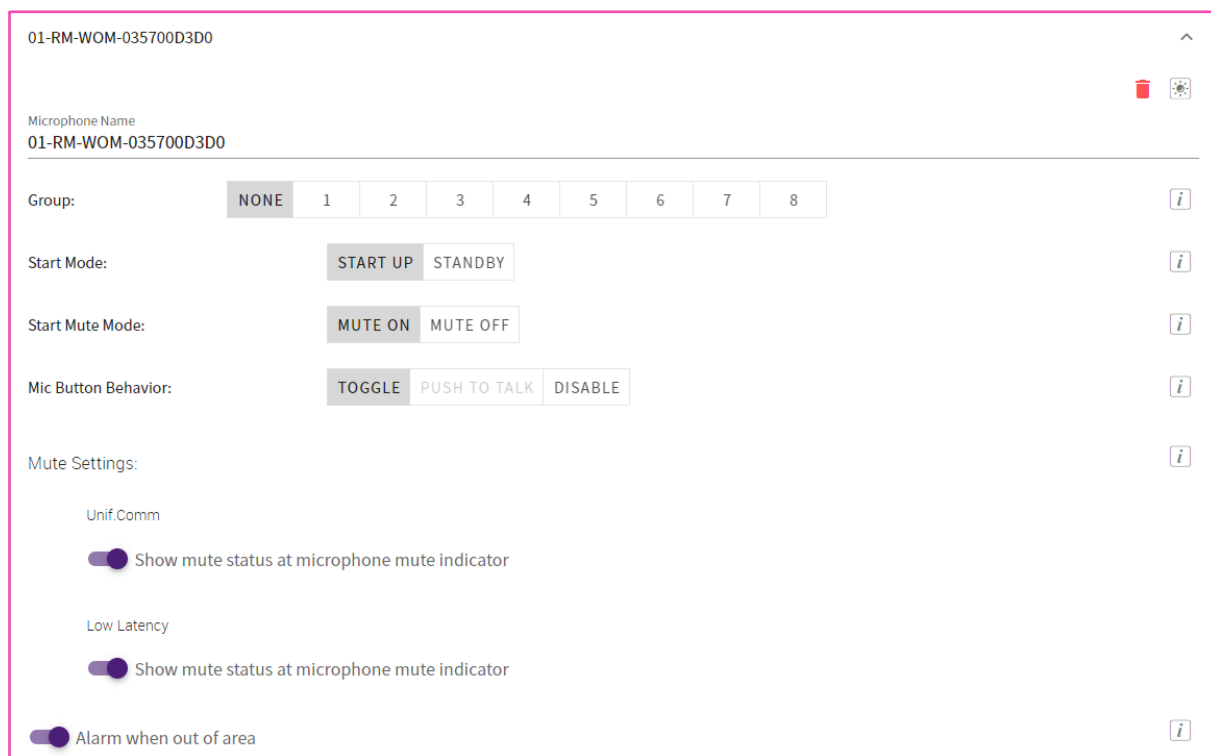 01-RM-WOM-035700D3D0
Microphone Name
01-RM-WOM-035700D3D0
Group: NONE 1 2 3 4 5 6 7 8 i
Start Mode: START UP STANDBY i
Start Mute Mode: MUTE ON MUTE OFF i
Mic Button Behavior: TOGGLE PUSH TO TALK DISABLE i
Mute Settings: i
Unif.Comm
Show mute status at microphone mute indicator
Low Latency
Show mute status at microphone mute indicator
Alarm when out of area i